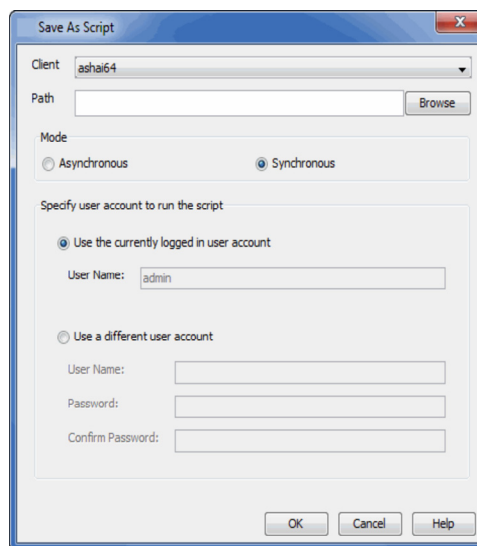 Save As Script
Client ashai64
Path Browse
Mode
Asynchronous Synchronous
Specify user account to run the script
Use the currently logged in user account
User Name: admin
Use a different user account
User Name:
Password:
Confirm Password:
OK Cancel Help